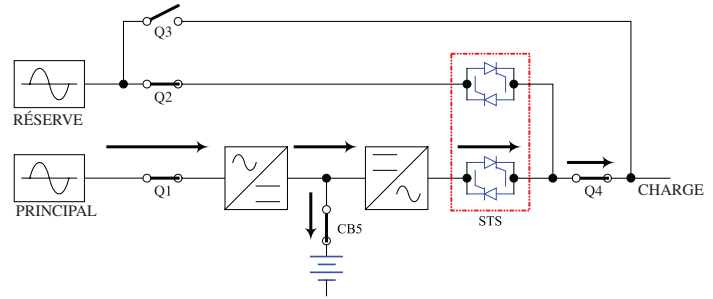 Q3
Q2
RÉSERVE
Q1
PRINCIPAL
CB5
STS
Q4
CHARGE